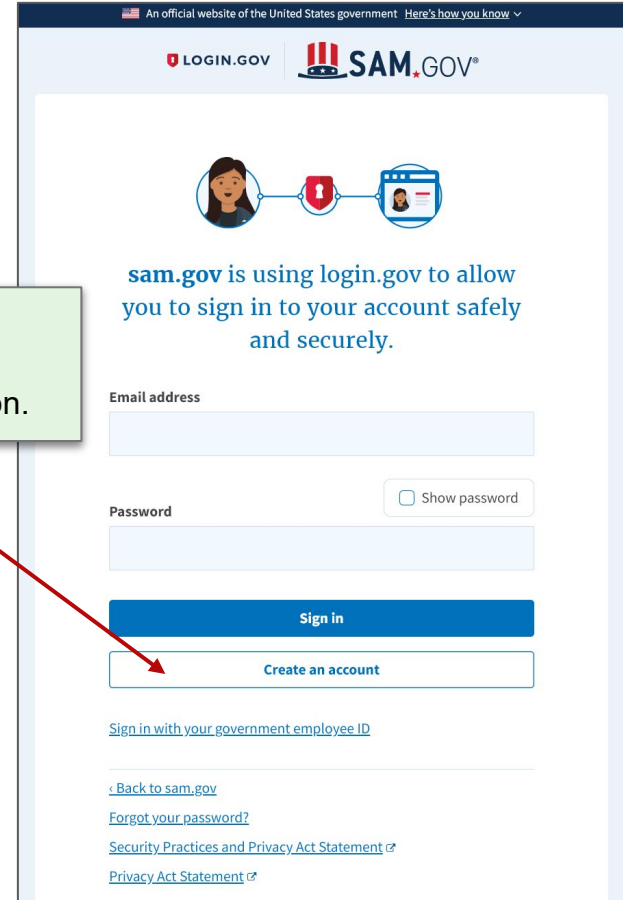 An official website of the United States government Here's how you know
LOGIN.GOV SAM.GOV®
sam.gov is using login.gov to allow
you to sign in to your account safely
and securely.
on.
Email address
Show password
Password
Sign in
Create an account
Sign in with your government employee ID
‹ Back to sam.gov
Forgot your password?
Security Practices and Privacy Act Statement
Privacy Act Statement